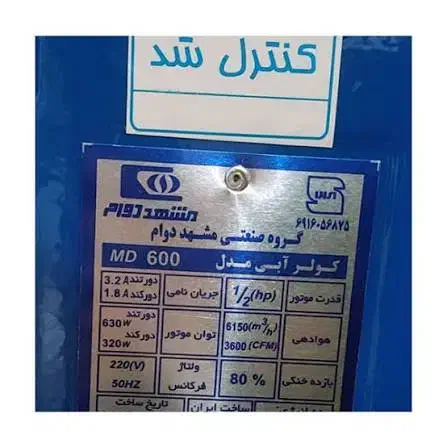 کنترل شد
مشهد دوام
۶۹۱۶۰۵۶۸۷۵
گروه صنعتی مشهد دوام
کولر آبی مدل MD 600
قدرت موتور 1/2(hp) جریان نامی دورتند 3.2A دورکند 1.8A
هوادهی 6150(m³/h) 3600(CFM) توان موتور دورتند 630w دورکند 320w
بازده خنکی 80 % ولتاژ فرکانس 220(V) 50HZ
ساخت ایران تاریخ ساخت